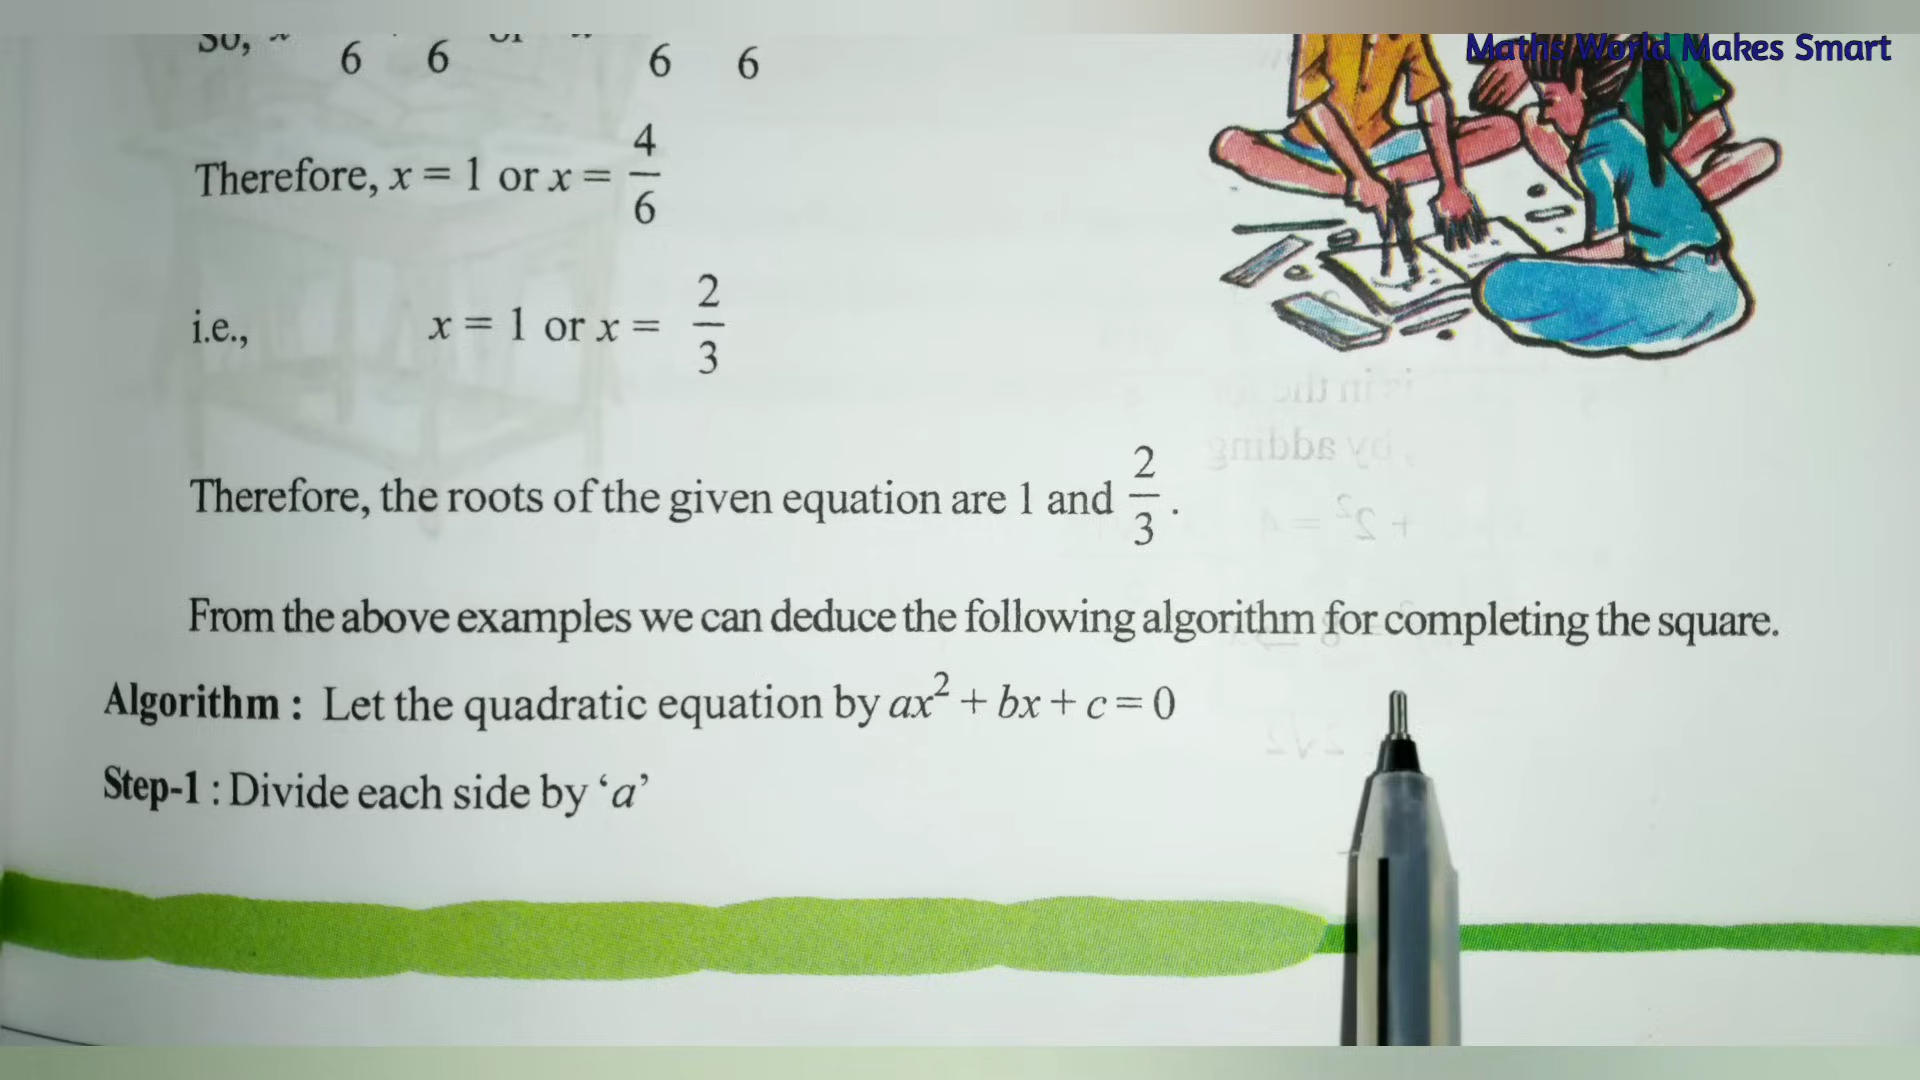 Maths World Makes Smart
So, x
6 6 or 6 6
Therefore, x = 1 or x = 4/6
i.e., x = 1 or x = 2/3
Therefore, the roots of the given equation are 1 and 2/3 .
From the above examples we can deduce the following algorithm for completing the square.
Algorithm : Let the quadratic equation by ax² + bx + c = 0
Step-1 : Divide each side by ‘a’